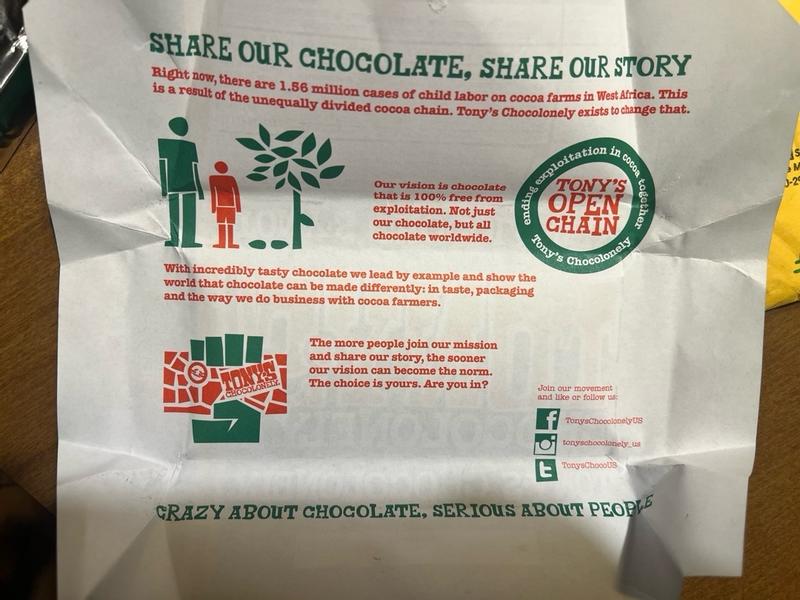 SHARE OUR CHOCOLATE, SHARE OUR STORY
Right now, there are 1.56 million cases of child labor on cocoa farms in West Africa. This
is a result of the unequally divided cocoa chain. Tony's Chocolonely exists to change that.
Our vision is chocolate
that is 100% free from
exploitation. Not just
our chocolate, but all
chocolate worldwide.
ending exploitation in cocoa together
TONY'S
OPEN
CHAIN
Tony's Chocolonely
With incredibly tasty chocolate we lead by example and show the
world that chocolate can be made differently: in taste, packaging
and the way we do business with cocoa farmers.
TONY'S
CHOCOLONELY
The more people join our mission
and share our story, the sooner
our vision can become the norm.
The choice is yours. Are you in?
Join our movement
and like or follow us:
f TonysChocolonelyUS
tonyschocolonely_us
t TonysChocoUS
CRAZY ABOUT CHOCOLATE, SERIOUS ABOUT PEOPLE